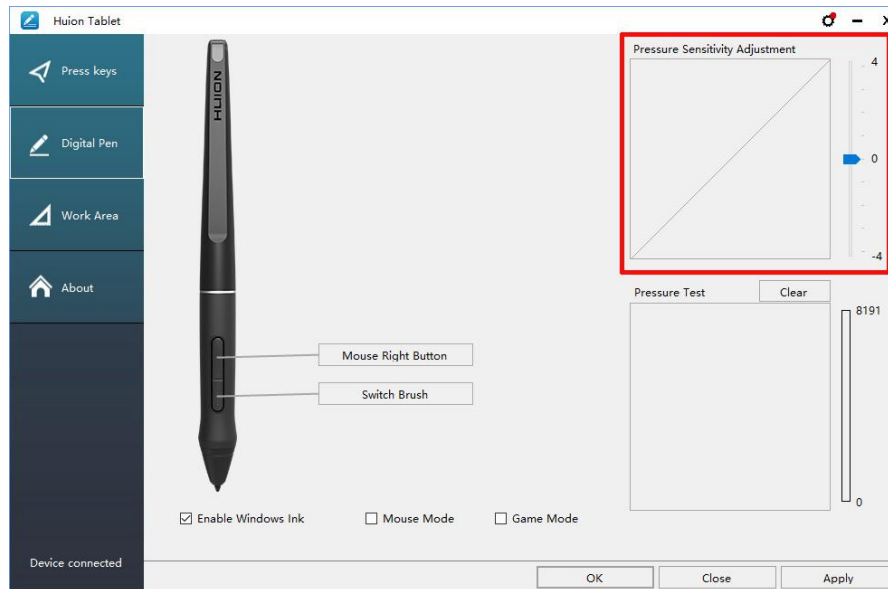 Huion Tablet
Press keys
Digital Pen
Work Area
About
Device connected
HUION
Mouse Right Button
Switch Brush
Enable Windows Ink
Mouse Mode
Game Mode
Pressure Sensitivity Adjustment
4
0
-4
Pressure Test
Clear
8191
0
OK
Close
Apply